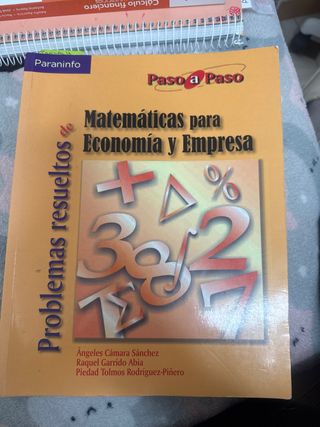 Cálculo financiero
Paraninfo
Paso a Paso
Problemas resueltos de
Matemáticas para
Economía y Empresa
Ángeles Cámara Sánchez
Raquel Garrido Abia
Piedad Tolmos Rodríguez-Piñero